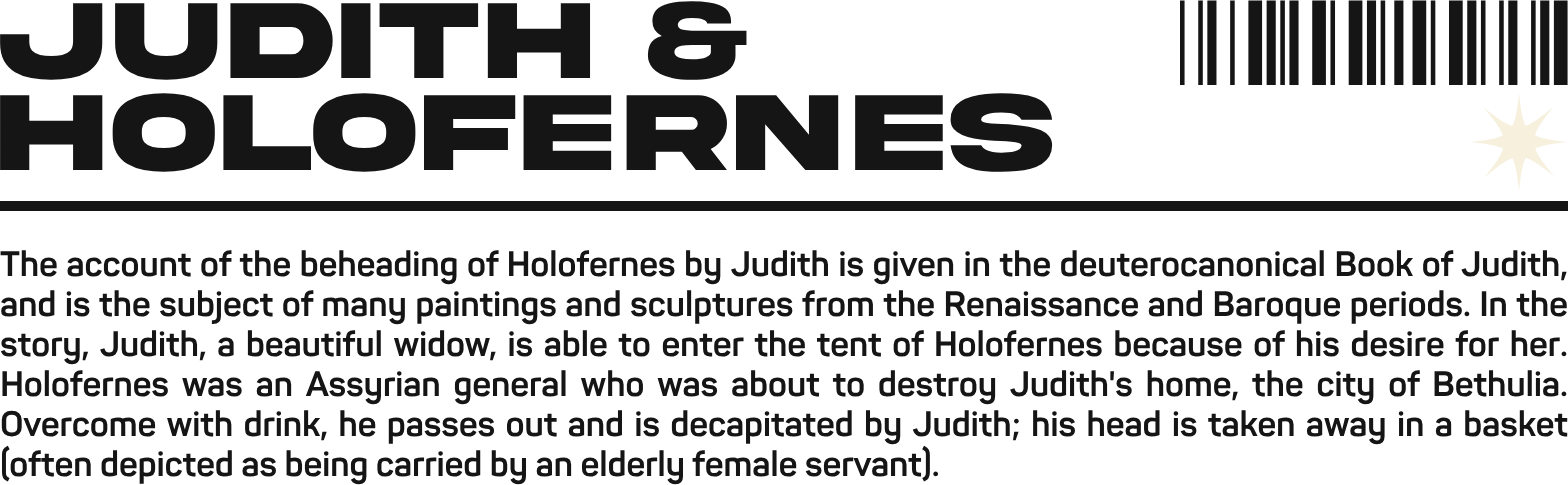 JUDITH &
HOLOFERNES
The account of the beheading of Holofernes by Judith is given in the deuterocanonical Book of Judith,
and is the subject of many paintings and sculptures from the Renaissance and Baroque periods. In the
story, Judith, a beautiful widow, is able to enter the tent of Holofernes because of his desire for her.
Holofernes was an Assyrian general who was about to destroy Judith's home, the city of Bethulia.
Overcome with drink, he passes out and is decapitated by Judith; his head is taken away in a basket
(often depicted as being carried by an elderly female servant).